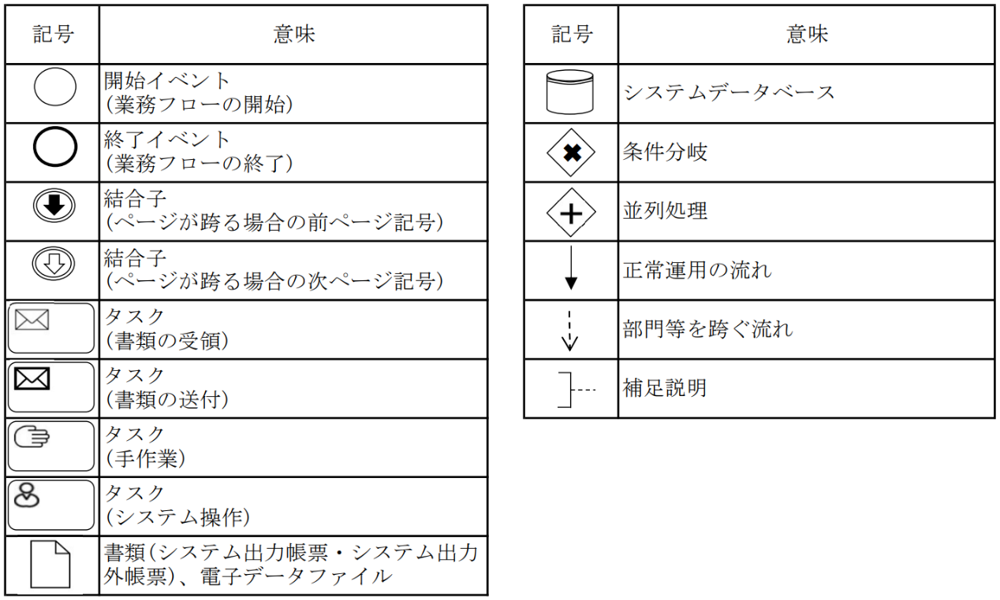 記号 意味
開始イベント
(業務フローの開始)
終了イベント
(業務フローの終了)
結合子
(ページが跨る場合の前ページ記号)
結合子
(ページが跨る場合の次ページ記号)
タスク
(書類の受領)
タスク
(書類の送付)
タスク
(手作業)
タスク
(システム操作)
書類(システム出力帳票・システム出力
外帳票)、電子データファイル
記号 意味
システムデータベース
条件分岐
並列処理
正常運用の流れ
部門等を跨ぐ流れ
補足説明